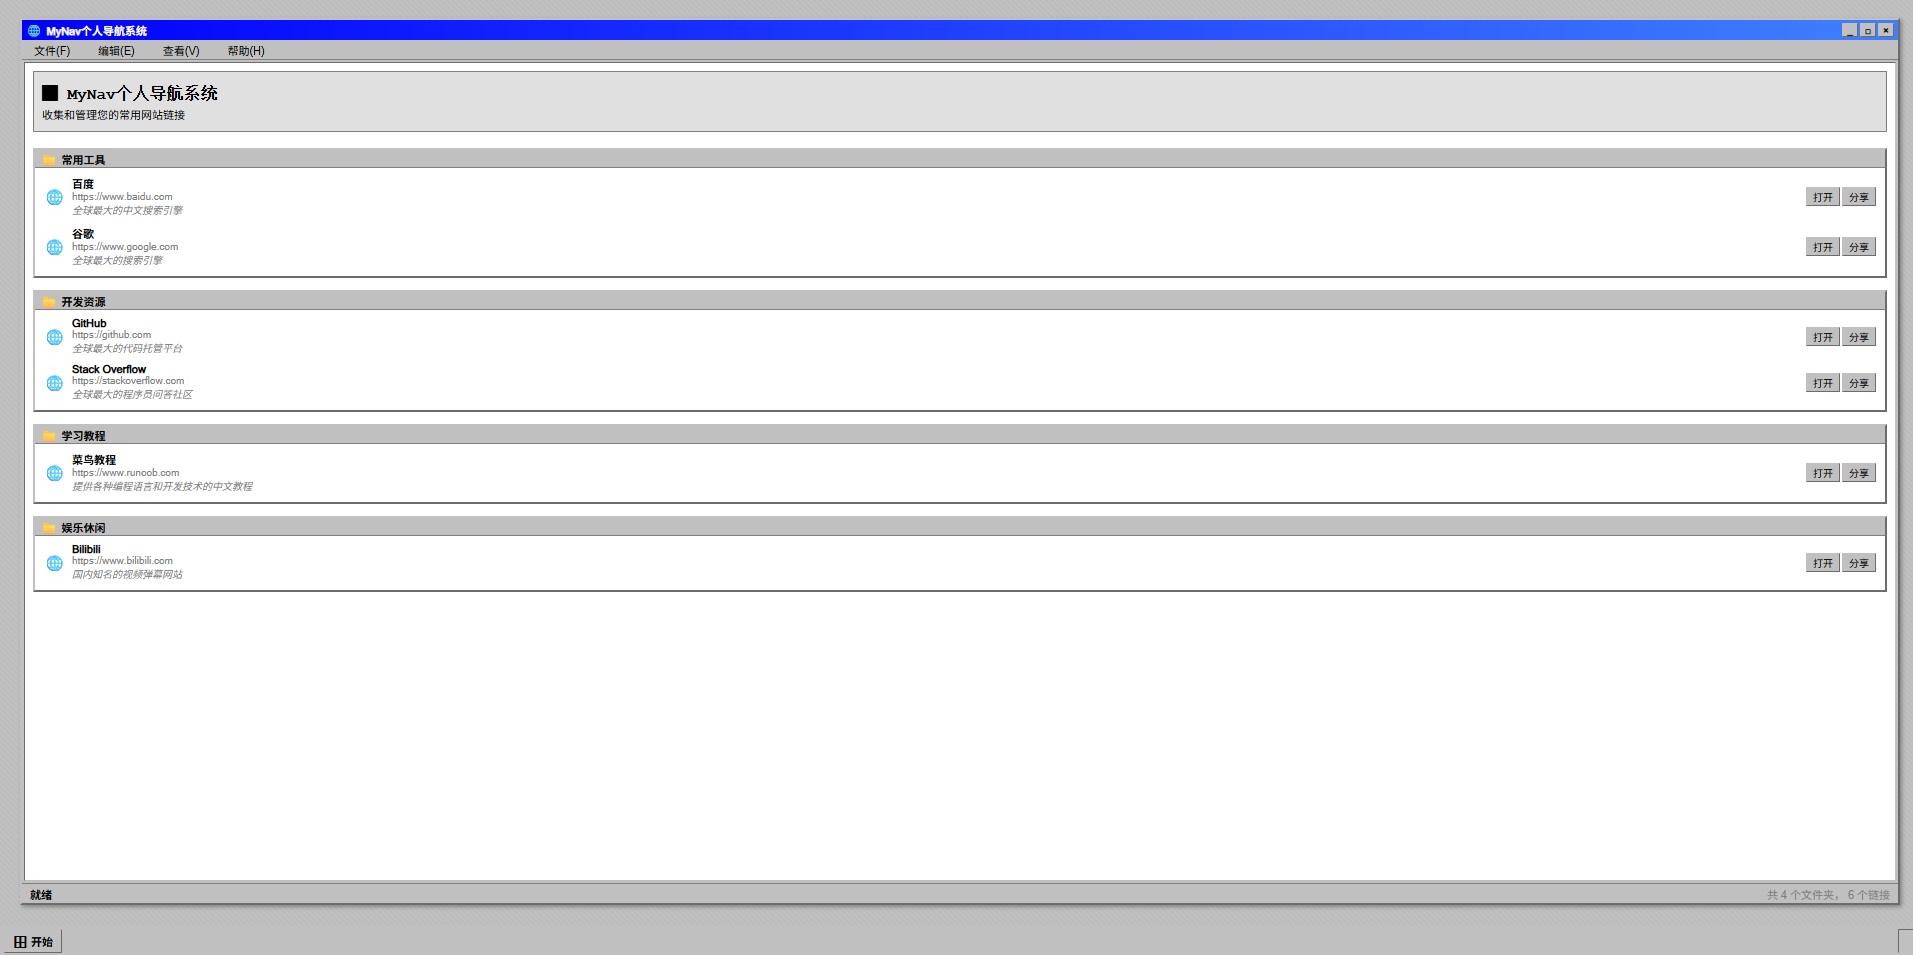 MyNav个人导航系统
文件(F) 编辑(E) 查看(V) 帮助(H)
MyNav个人导航系统
收集和管理您的常用网站链接
常用工具
百度
https://www.baidu.com
全球最大的中文搜索引擎
打开 分享
谷歌
https://www.google.com
全球最大的搜索引擎
打开 分享
开发资源
GitHub
https://github.com
全球最大的代码托管平台
打开 分享
Stack Overflow
https://stackoverflow.com
全球最大的程序员问答社区
打开 分享
学习教程
菜鸟教程
https://www.runoob.com
提供各种编程语言和开发技术的中文教程
打开 分享
娱乐休闲
Bilibili
https://www.bilibili.com
国内知名的视频弹幕网站
打开 分享
就绪
共 4 个文件夹， 6 个链接
开始